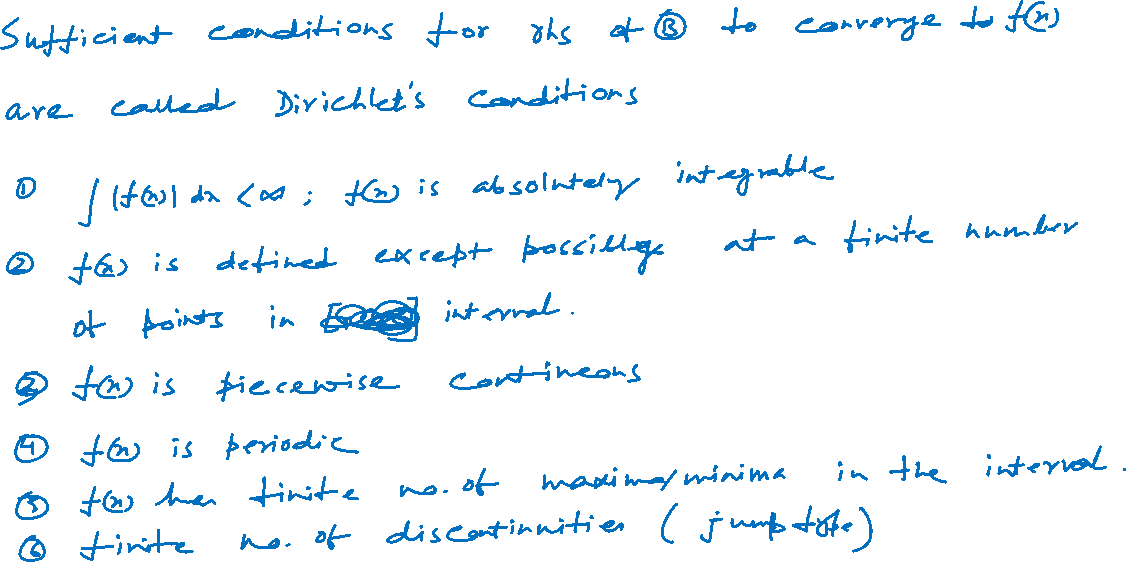 Sufficient conditions for rhs of Ⓑ to converge to f(x)
are called Dirichlet's Conditions
① ∫ |f(x)| dx < ∞ ; f(x) is absolutely integrable
② f(x) is defined except possibly at a finite number
of points in interval.
③ f(x) is piecewise continuous
④ f(x) is periodic
⑤ f(x) has finite no. of maxima/minima in the interval.
⑥ finite no. of discontinuities (jump type)